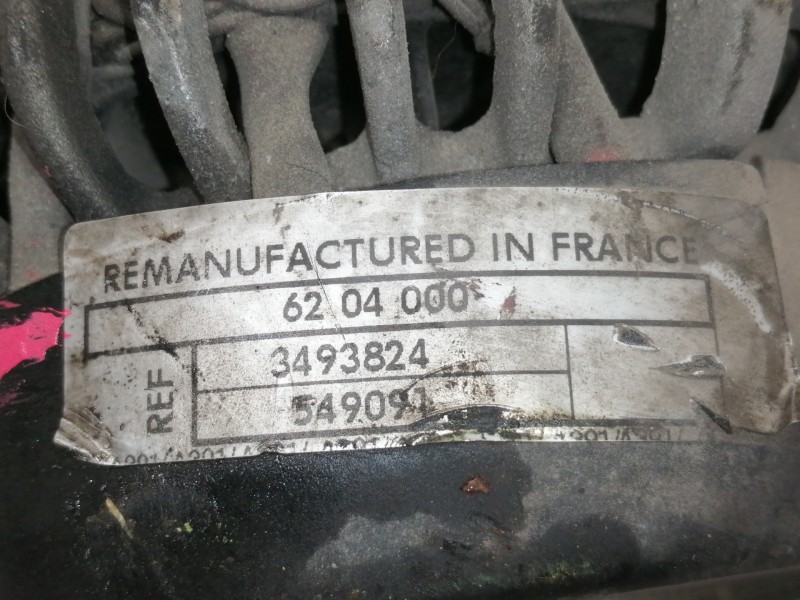 REMANUFACTURED IN FRANCE
62 04 000
REF
3493824
549091